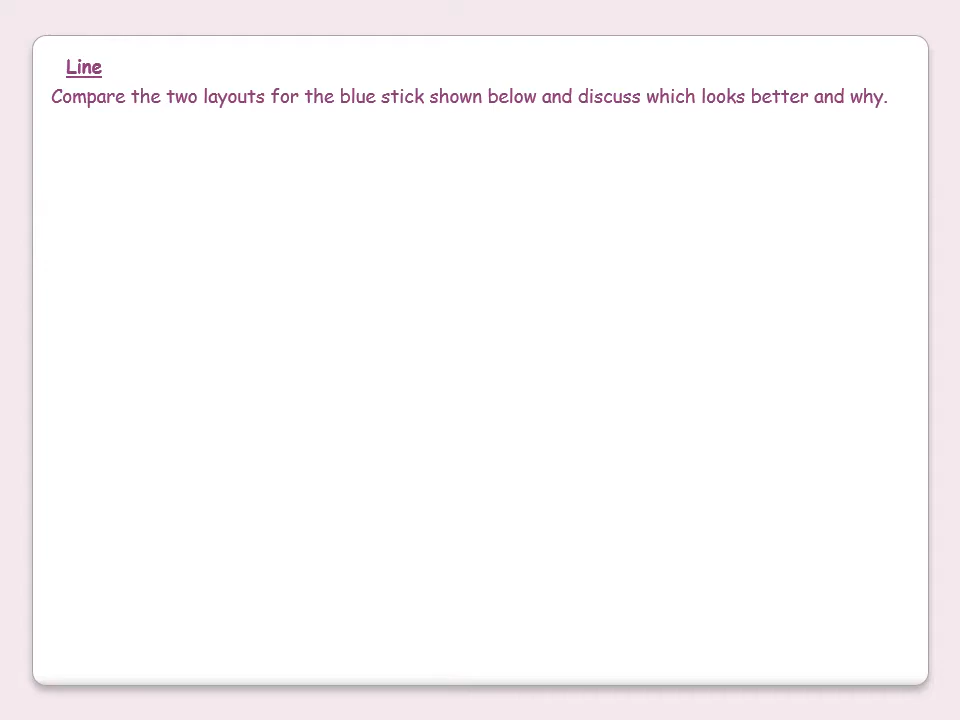 Line
Compare the two layouts for the blue stick shown below and discuss which looks better and why.